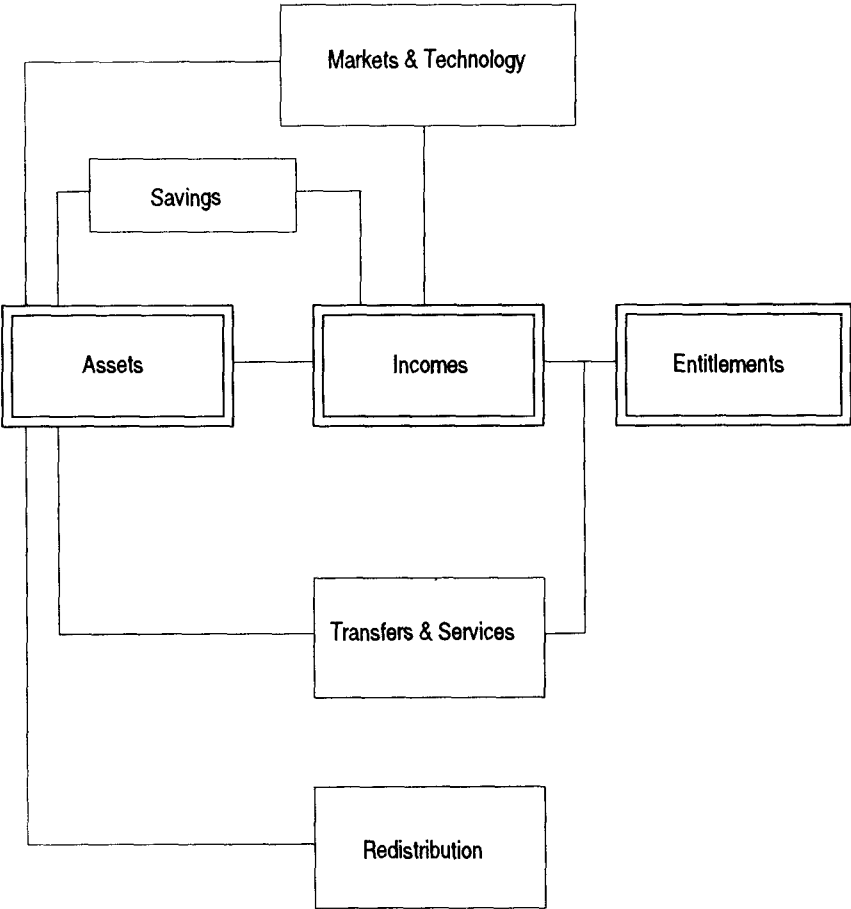 Markets & Technology
Savings
Assets
Incomes
Entitlements
Transfers & Services
Redistribution